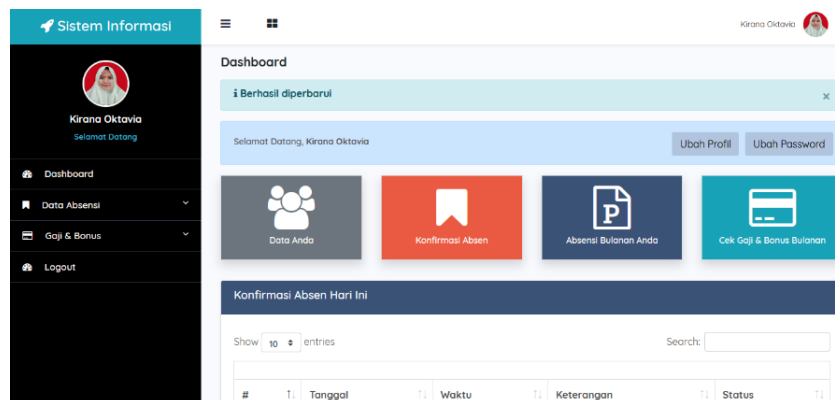 Sistem Informasi
Kirana Oktavia
Kirana Oktavia
Selamat Datang
Dashboard
Data Absensi
Gaji & Bonus
Logout
Dashboard
i Berhasil diperbarui ×
Selamat Datang, Kirana Oktavia Ubah Profil Ubah Password
Data Anda
Konfirmasi Absen
P
Absensi Bulanan Anda
Cek Gaji & Bonus Bulanan
Konfirmasi Absen Hari Ini
Show 10 entries Search:
# Tanggal Waktu Keterangan Status